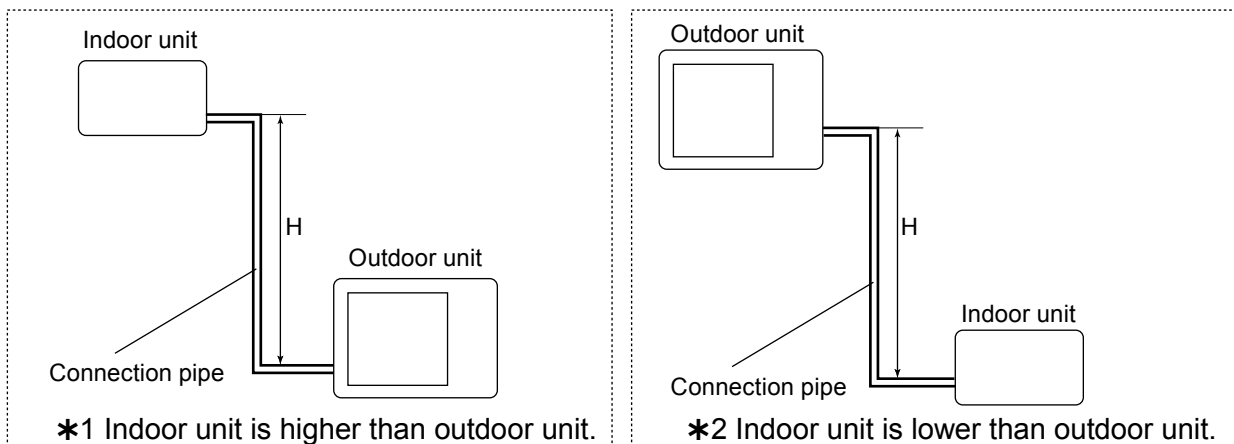 Indoor unit
H
Outdoor unit
Connection pipe
∗1 Indoor unit is higher than outdoor unit.
Outdoor unit
H
Indoor unit
Connection pipe
∗2 Indoor unit is lower than outdoor unit.